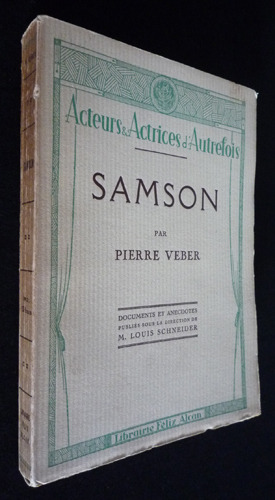 Acteurs & Actrices d'Autrefois
SAMSON
PAR
PIERRE VEBER
DOCUMENTS ET ANECDOTES
PUBLIÉS SOUS LA DIRECTION DE
M. LOUIS SCHNEIDER
Librairie Félix Alcan